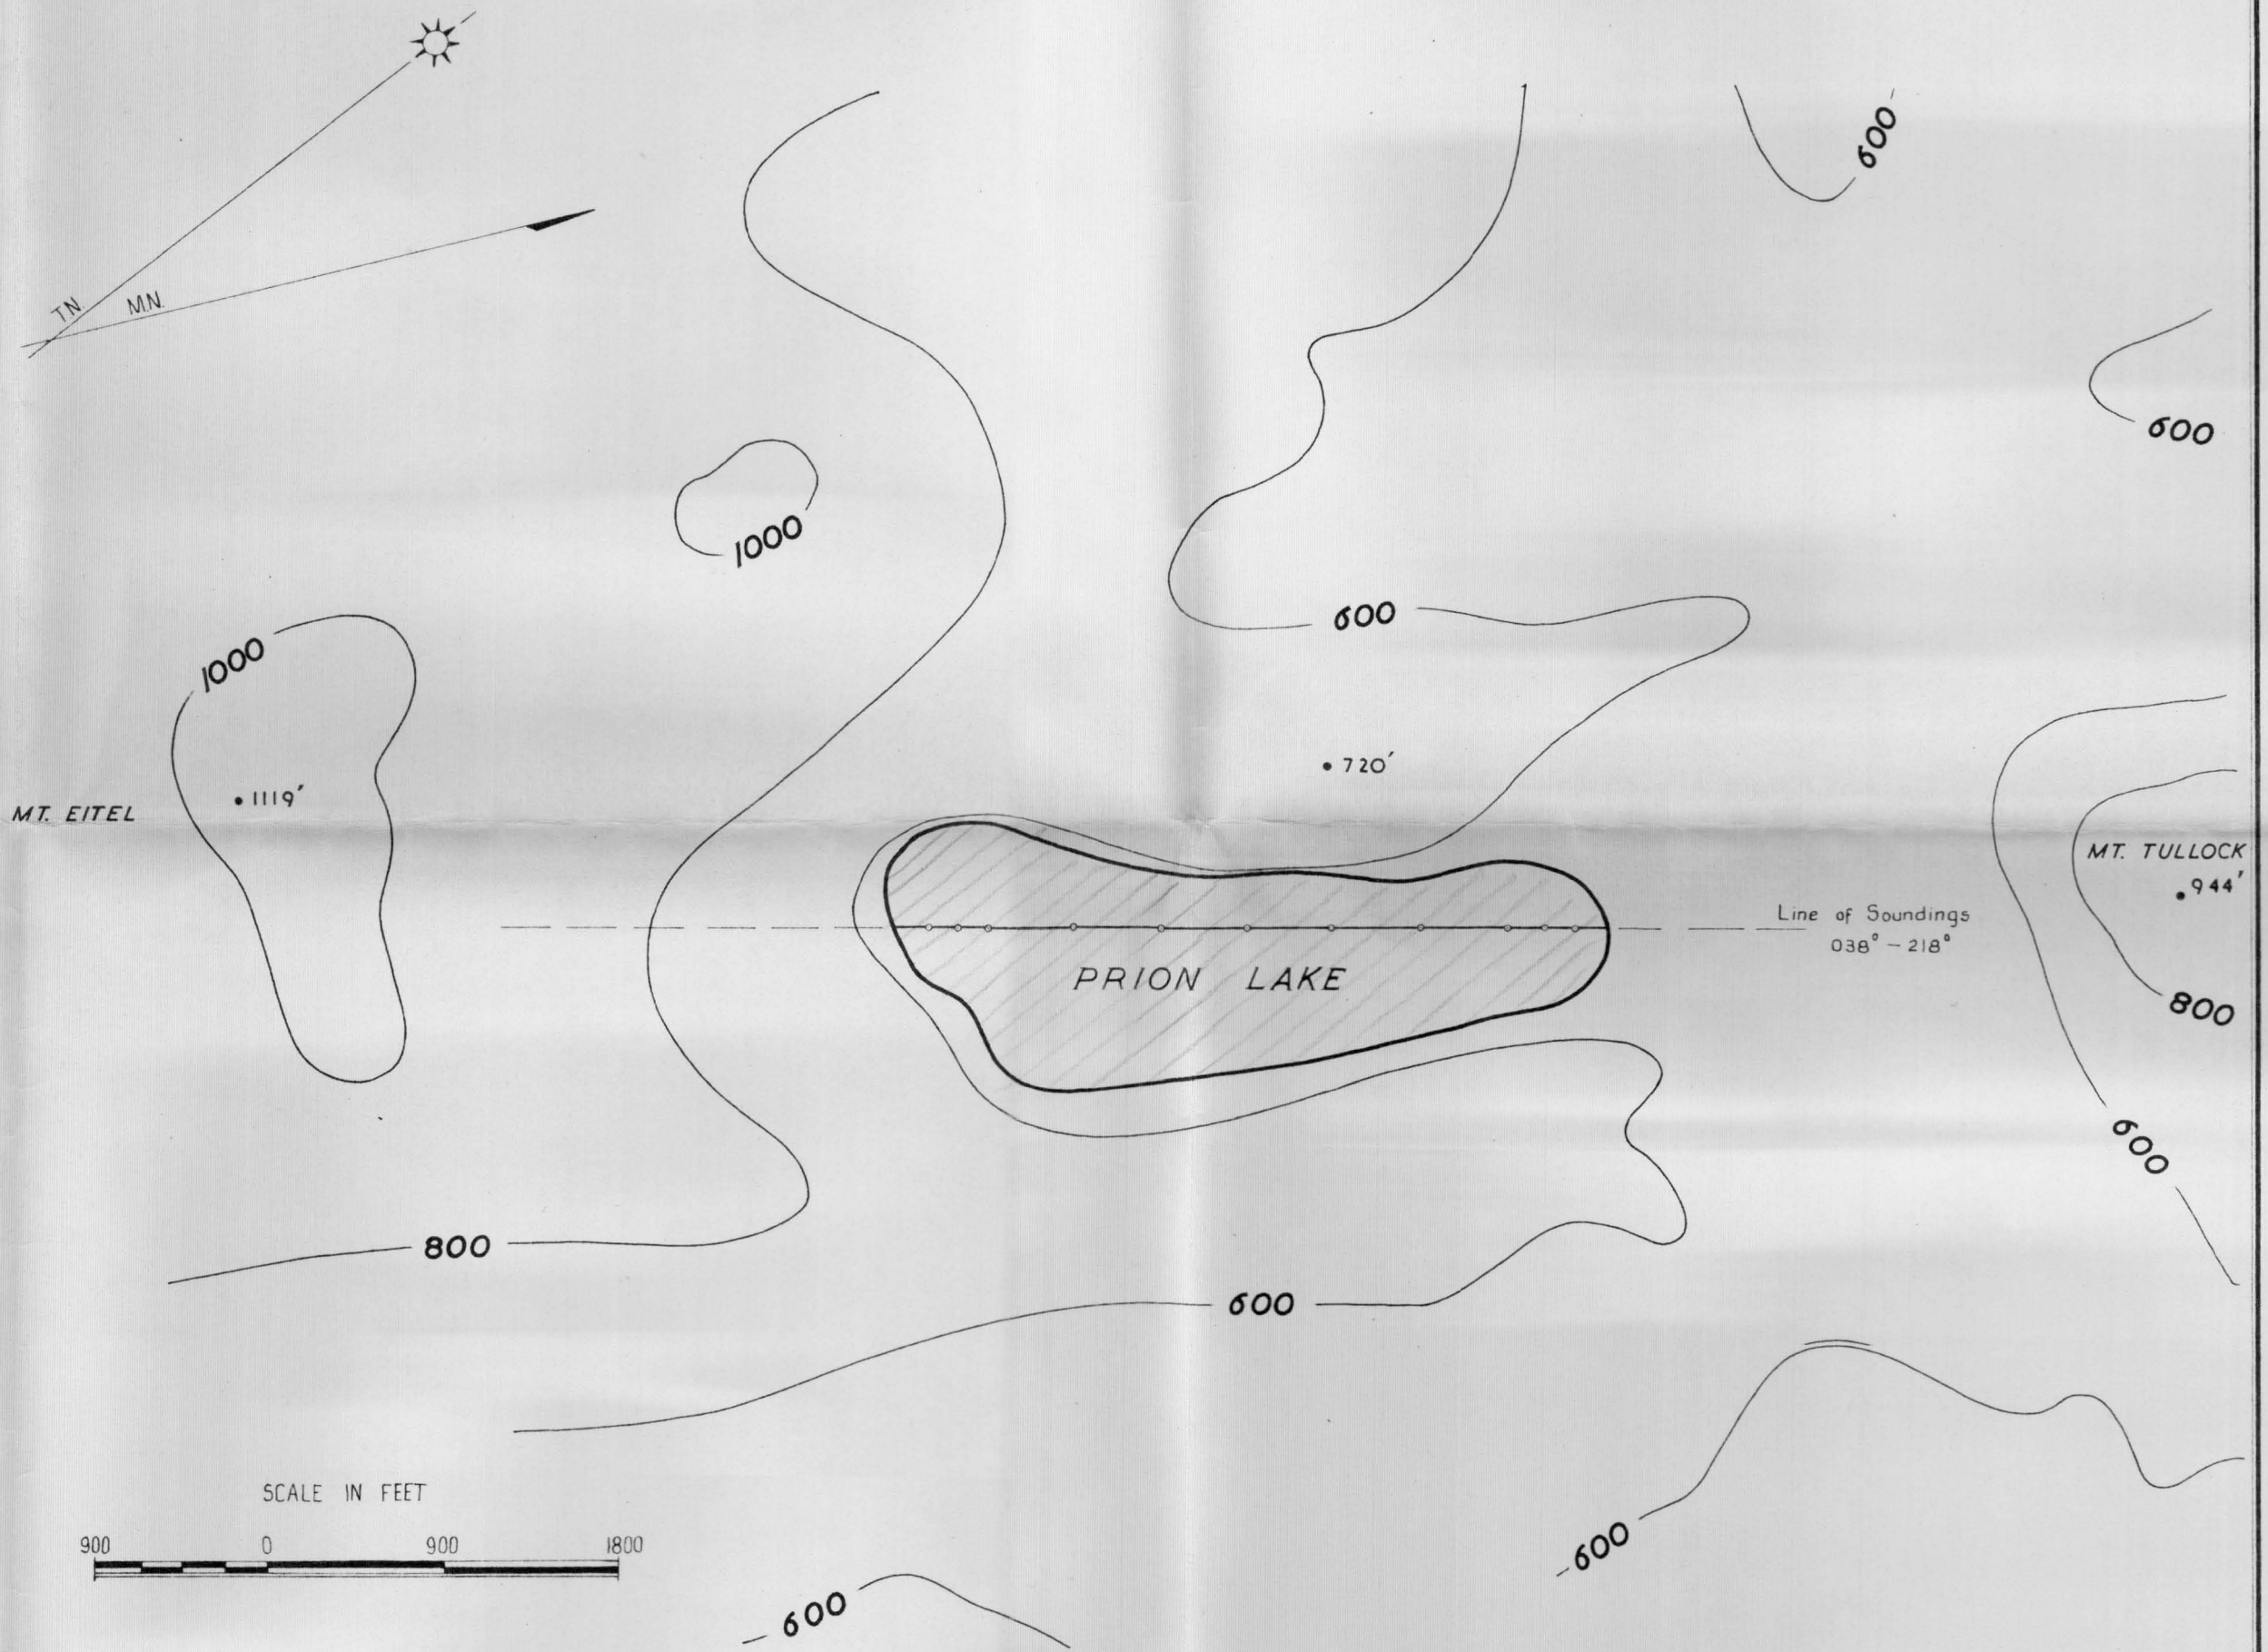 600
T.N. M.N.
600
1000
600
1000
720'
1119'
MT. EITEL
MT. TULLOCK
944'
Line of Soundings
038° – 218°
PRION LAKE
800
600
800
600
SCALE IN FEET
900 0 900 1800
600
600